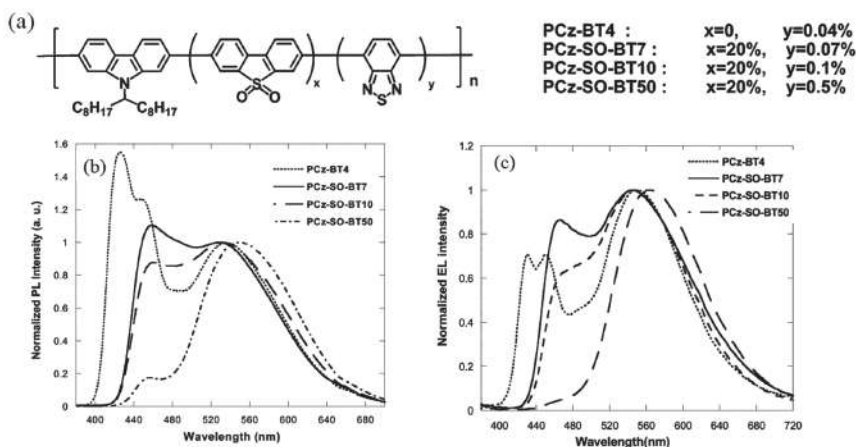 (a)
N
C8H17 C8H17
S
O O
x
N S N
y
n
PCz-BT4 : x=0, y=0.04%
PCz-SO-BT7 : x=20%, y=0.07%
PCz-SO-BT10 : x=20%, y=0.1%
PCz-SO-BT50 : x=20%, y=0.5%
(b)
PCz-BT4
PCz-SO-BT7
PCz-SO-BT10
PCz-SO-BT50
Normalized PL Intensity (a. u.)
1.6
1.4
1.2
1
0.8
0.6
0.4
0.2
0
400 440 480 520 560 600 640 680
Wavelength (nm)
(c)
PCz-BT4
PCz-SO-BT7
PCz-SO-BT10
PCz-SO-BT50
Normalized EL intensity
1.2
1
0.8
0.6
0.4
0.2
0
400 440 480 520 560 600 640 680 720
Wavelength(nm)